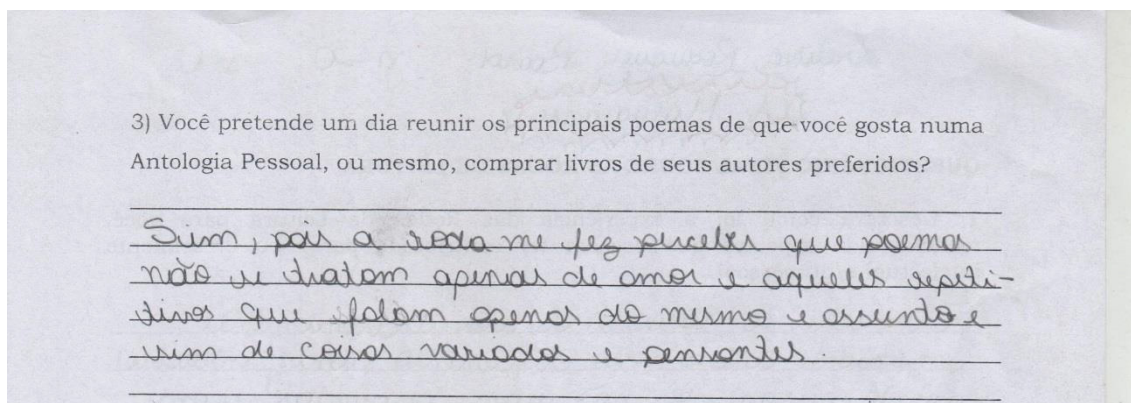 3) Você pretende um dia reunir os principais poemas de que você gosta numa
Antologia Pessoal, ou mesmo, comprar livros de seus autores preferidos?
Sim, pois a roda me fez perceber que poemas
não se tratam apenas de amor e aqueles repeti-
tivos que falam apenas do mesmo e assunto e
sim de coisas variadas e pensantes.